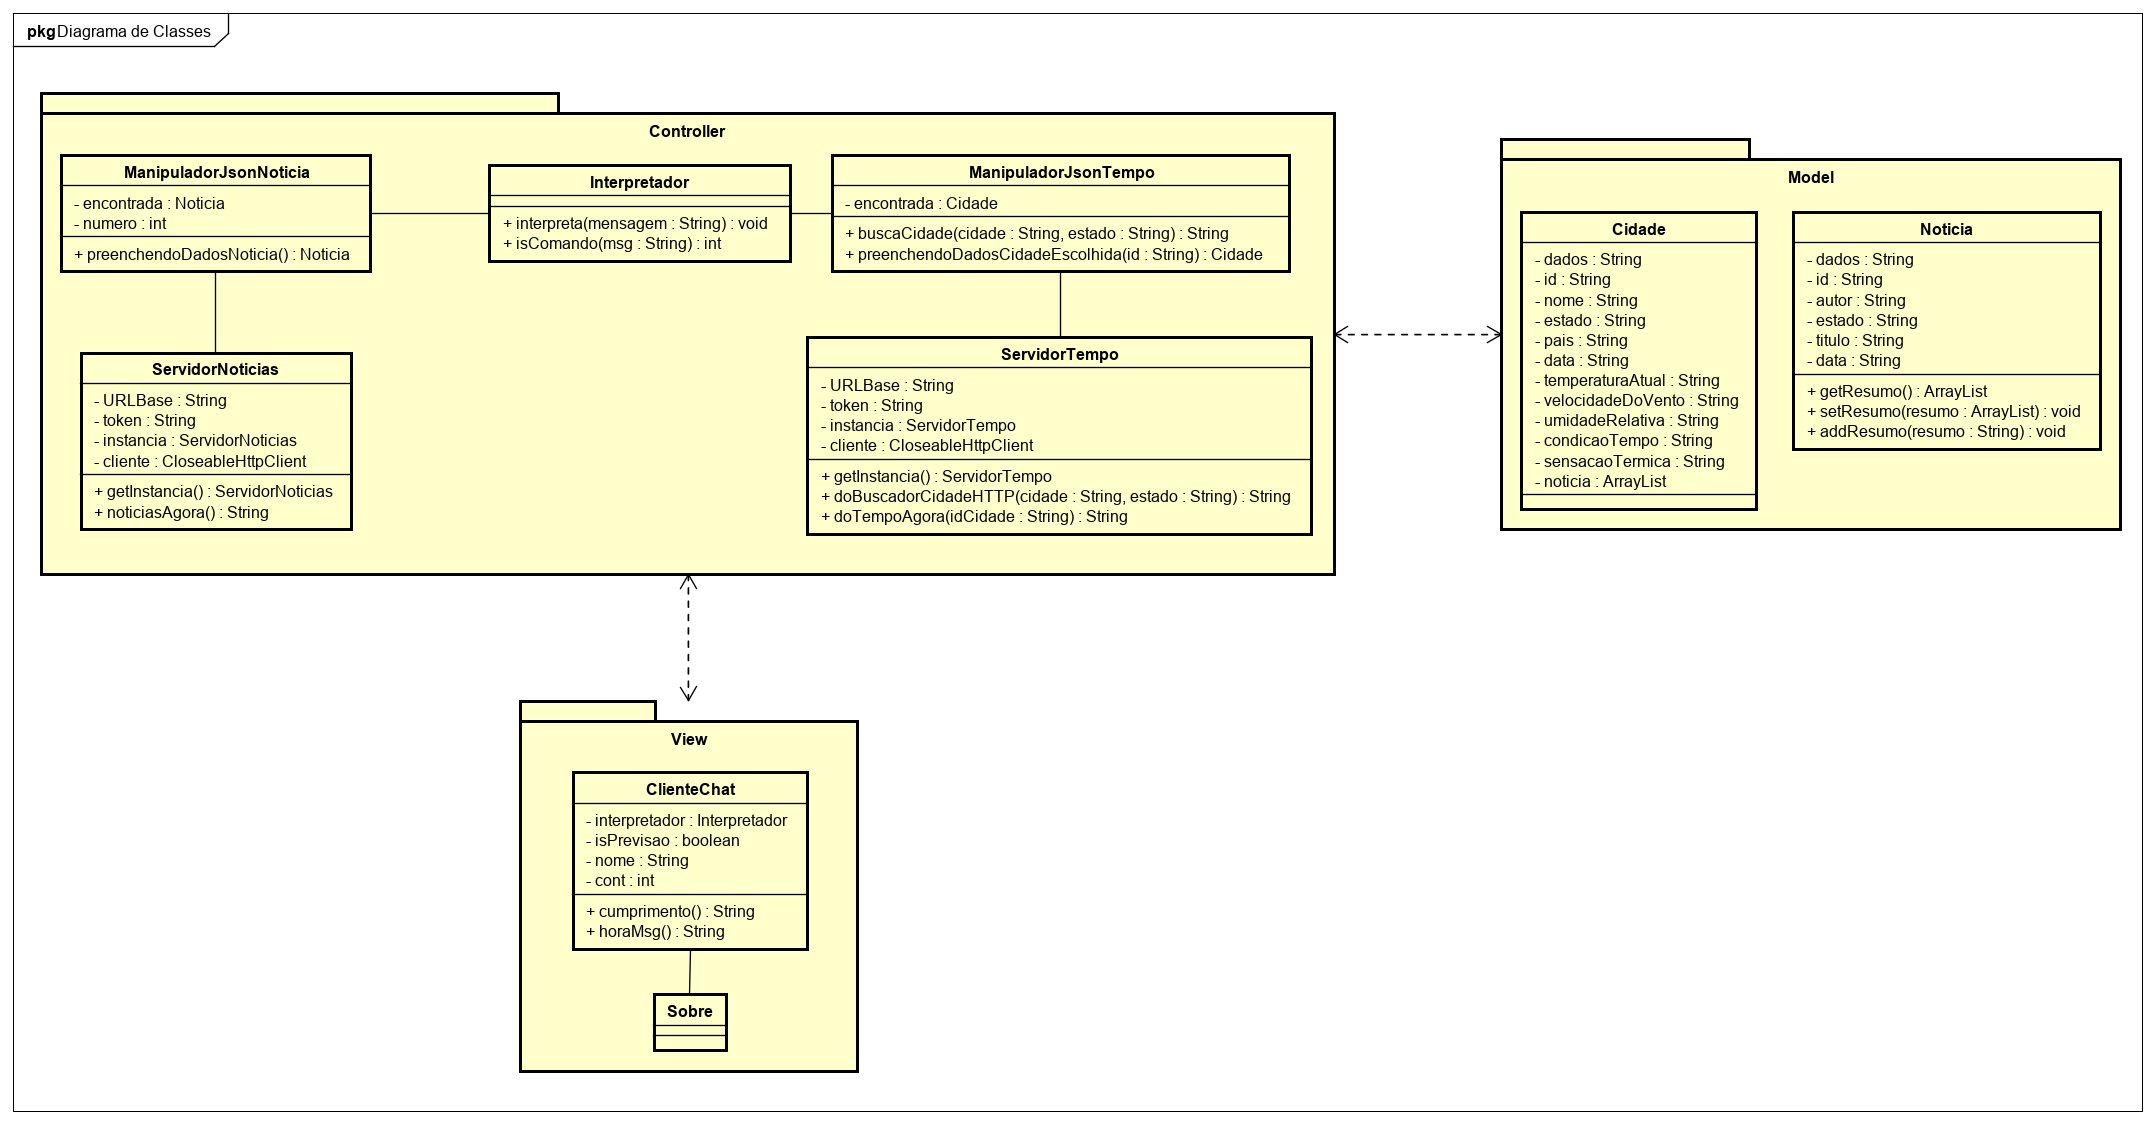 pkg Diagrama de Classes
Controller
ManipuladorJsonNoticia
- encontrada : Noticia
- numero : int
+ preenchendoDadosNoticia() : Noticia
Interpretador
+ interpreta(mensagem : String) : void
+ isComando(msg : String) : int
ManipuladorJsonTempo
- encontrada : Cidade
+ buscaCidade(cidade : String, estado : String) : String
+ preenchendoDadosCidadeEscolhida(id : String) : Cidade
ServidorNoticias
- URLBase : String
- token : String
- instancia : ServidorNoticias
- cliente : CloseableHttpClient
+ getInstancia() : ServidorNoticias
+ noticiasAgora() : String
ServidorTempo
- URLBase : String
- token : String
- instancia : ServidorTempo
- cliente : CloseableHttpClient
+ getInstancia() : ServidorTempo
+ doBuscadorCidadeHTTP(cidade : String, estado : String) : String
+ doTempoAgora(idCidade : String) : String
Model
Cidade
- dados : String
- id : String
- nome : String
- estado : String
- pais : String
- data : String
- temperaturaAtual : String
- velocidadeDoVento : String
- umidadeRelativa : String
- condicaoTempo : String
- sensacaoTermica : String
- noticia : ArrayList
Noticia
- dados : String
- id : String
- autor : String
- estado : String
- titulo : String
- data : String
+ getResumo() : ArrayList
+ setResumo(resumo : ArrayList) : void
+ addResumo(resumo : String) : void
View
ClienteChat
- interpretador : Interpretador
- isPrevisao : boolean
- nome : String
- cont : int
+ cumprimento() : String
+ horaMsg() : String
Sobre